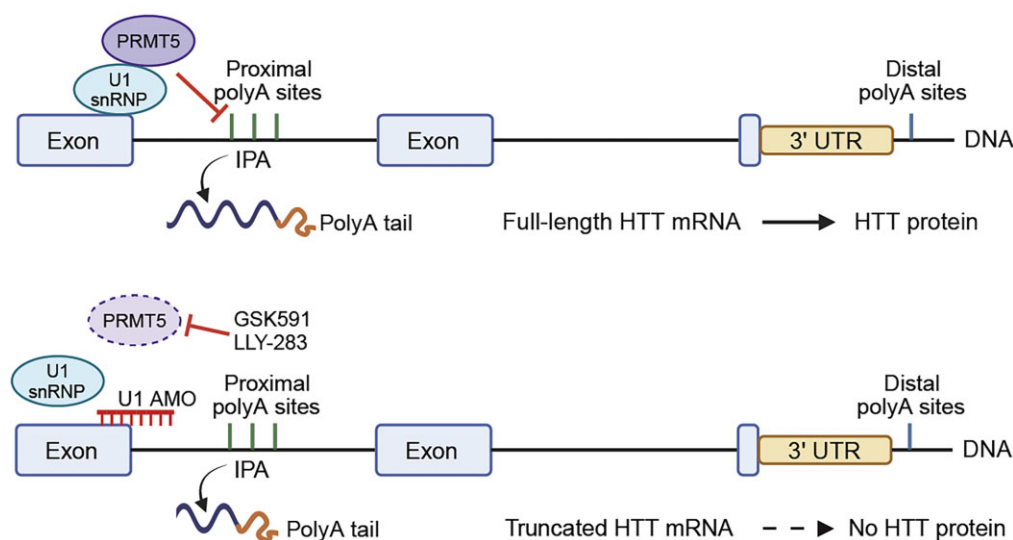 PRMT5
U1
snRNP
Proximal
polyA sites
Distal
polyA sites
Exon
Exon
3' UTR
DNA
IPA
PolyA tail
Full-length HTT mRNA
HTT protein
PRMT5
GSK591
LLY-283
U1
snRNP
U1 AMO
Proximal
polyA sites
Distal
polyA sites
Exon
Exon
3' UTR
DNA
IPA
PolyA tail
Truncated HTT mRNA
No HTT protein